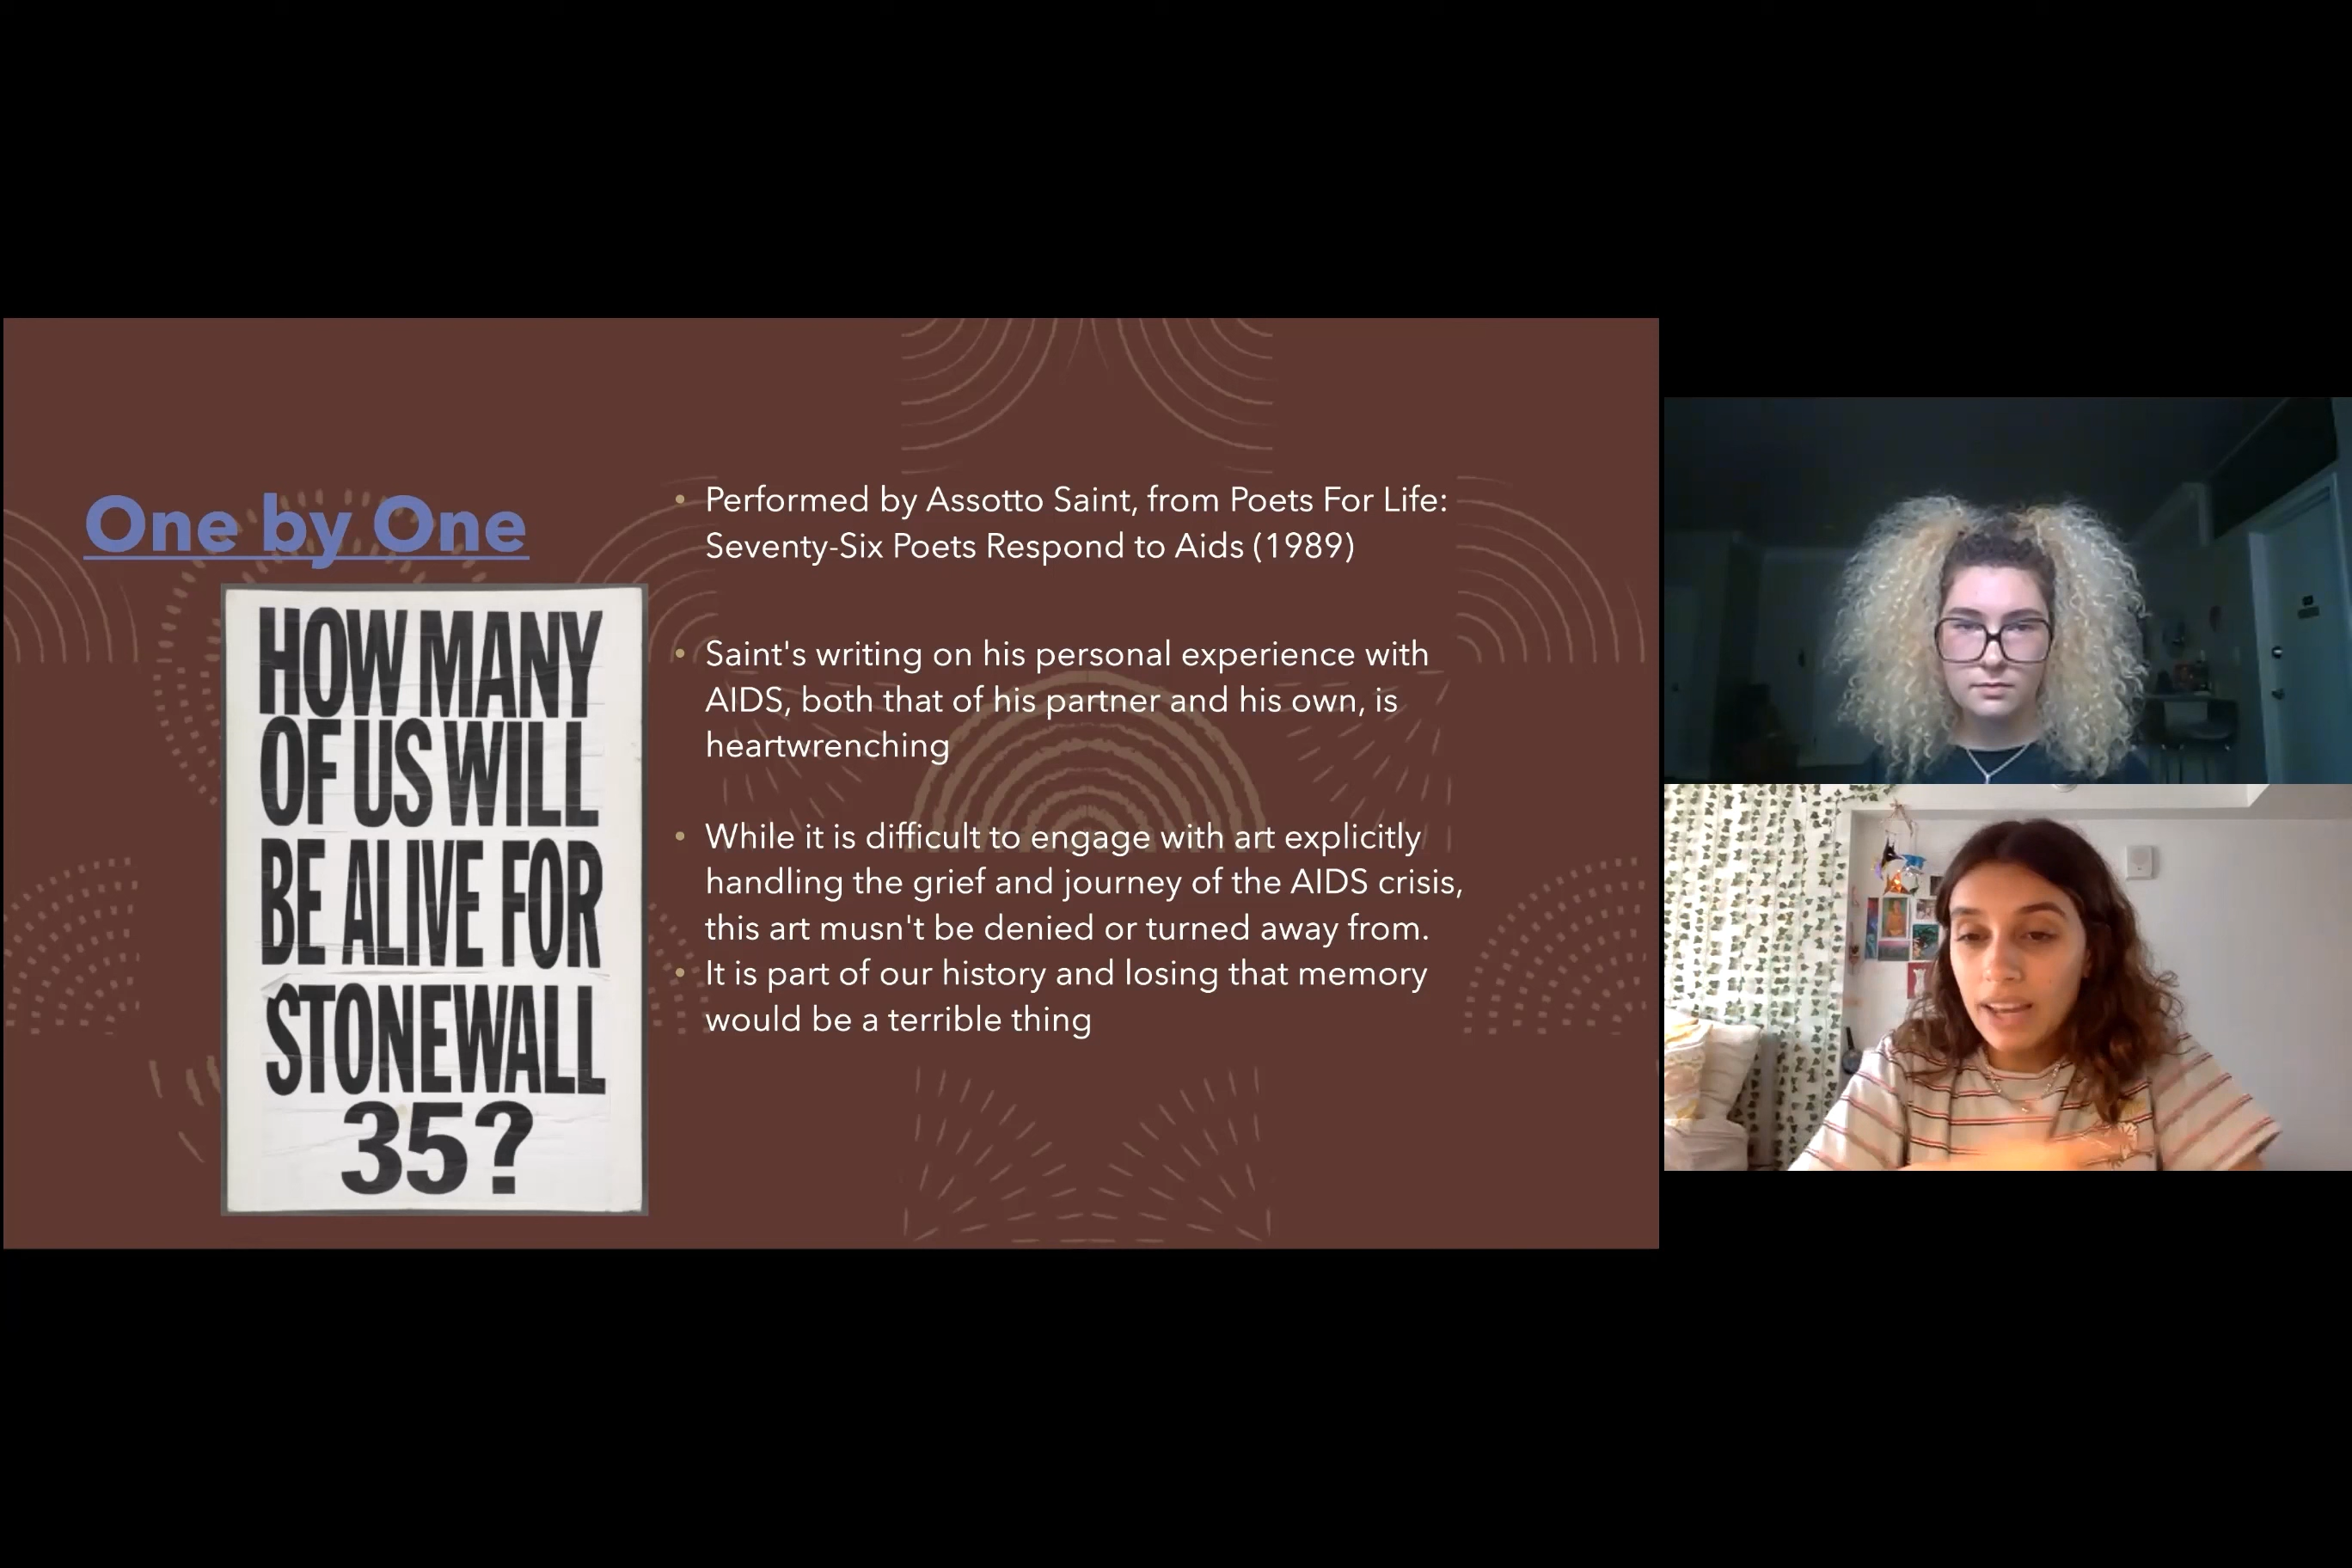 One by One
HOW MANY
OF US WILL
BE ALIVE FOR
STONEWALL
35?
Performed by Assotto Saint, from Poets For Life:
Seventy-Six Poets Respond to Aids (1989)
Saint's writing on his personal experience with
AIDS, both that of his partner and his own, is
heartwrenching
While it is difficult to engage with art explicitly
handling the grief and journey of the AIDS crisis,
this art musn't be denied or turned away from.
It is part of our history and losing that memory
would be a terrible thing